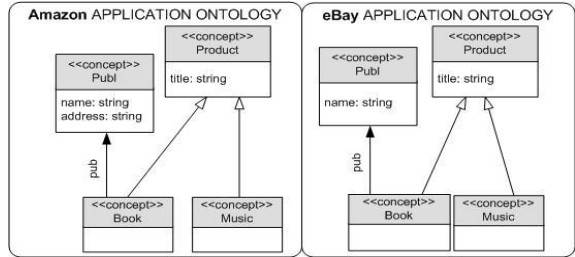 Amazon APPLICATION ONTOLOGY
<<concept>>
Product
title: string
<<concept>>
Publ
name: string
address: string
pub
<<concept>>
Book
<<concept>>
Music
eBay APPLICATION ONTOLOGY
<<concept>>
Product
title: string
<<concept>>
Publ
name: string
pub
<<concept>>
Book
<<concept>>
Music